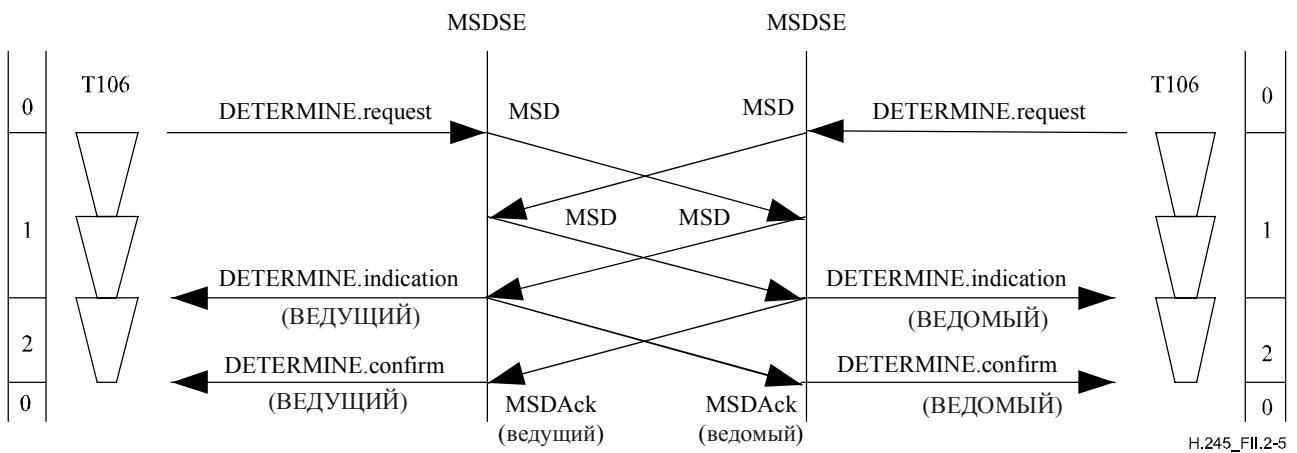 MSDSE MSDSE
T106 T106
0 DETERMINE.request MSD MSD DETERMINE.request 0
1 MSD MSD 1
DETERMINE.indication DETERMINE.indication
(ВЕДУЩИЙ) (ВЕДОМЫЙ)
2 DETERMINE.confirm DETERMINE.confirm 2
0 (ВЕДУЩИЙ) MSDAck MSDAck (ВЕДОМЫЙ) 0
(ведущий) (ведомый)
H.245_FII.2-5